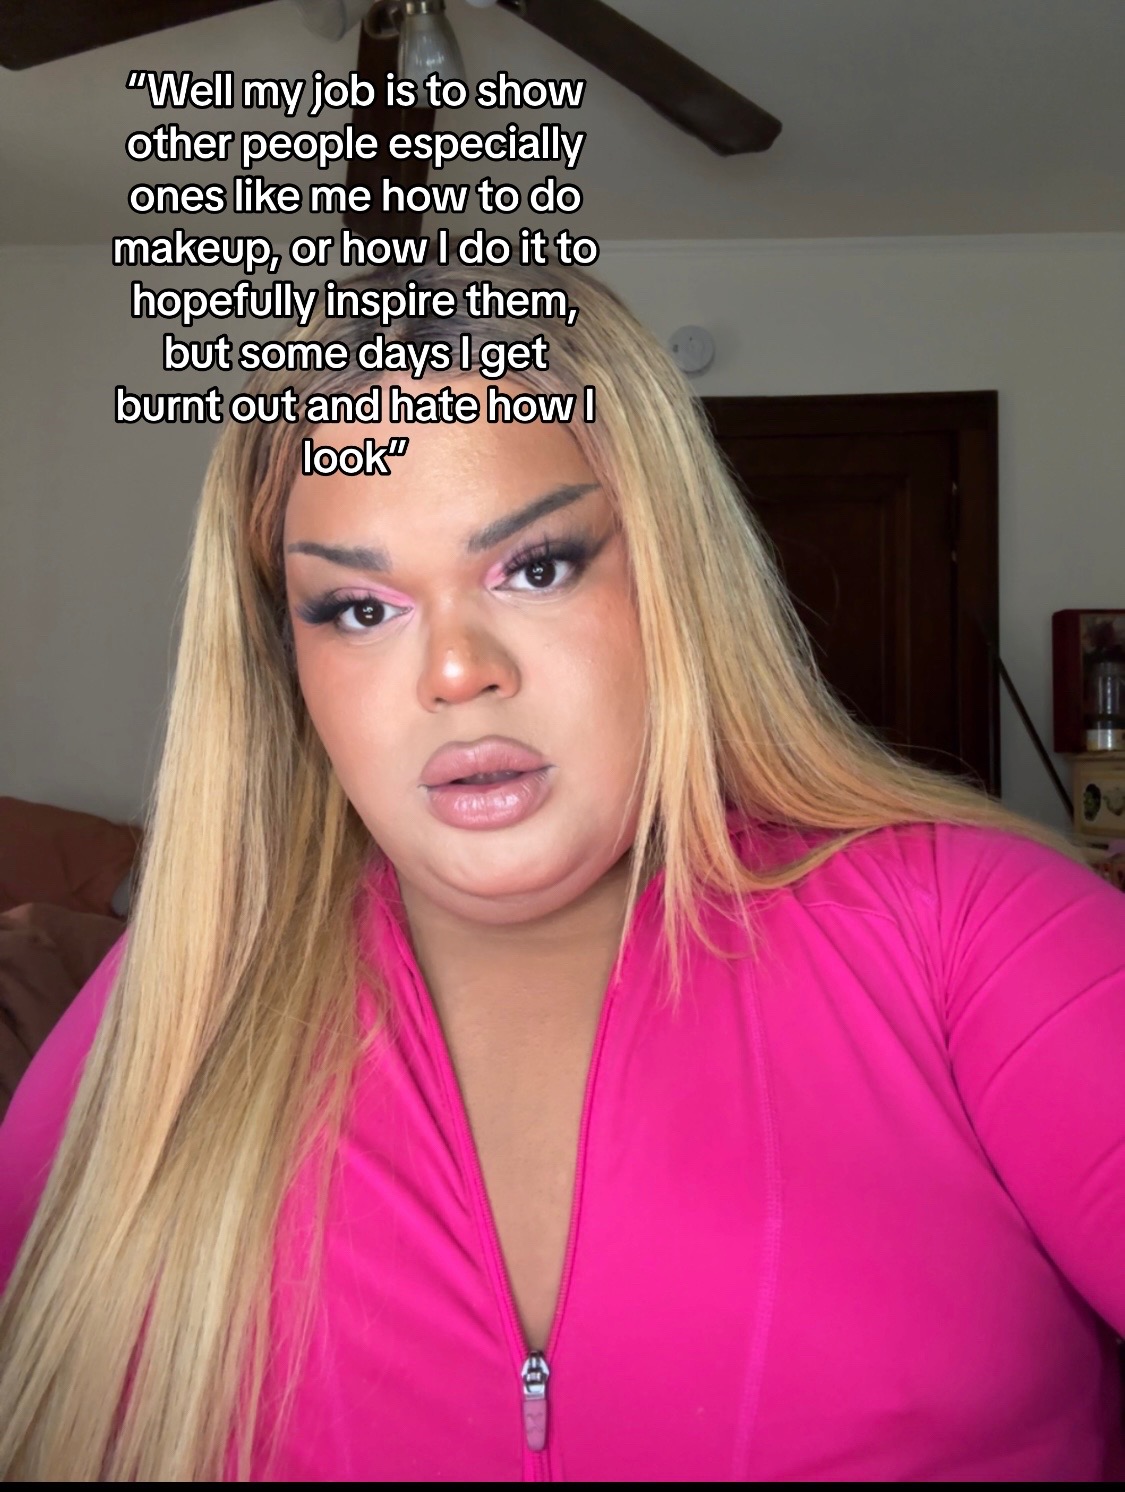 “Well my job is to show
other people especially
ones like me how to do
makeup, or how I do it to
hopefully inspire them,
but some days I get
burnt out and hate how I
look”